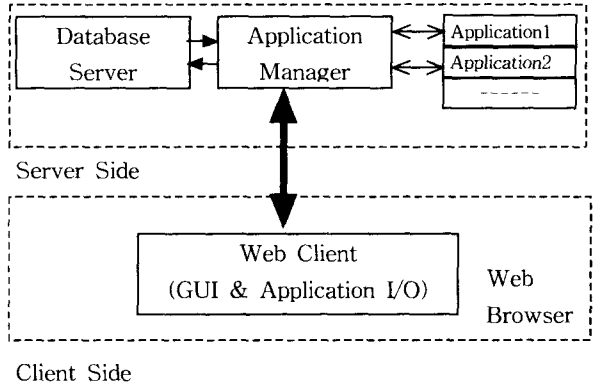 Database
Server
Application
Manager
Application1
Application2
Server Side
Web Client
(GUI & Application I/O)
Web
Browser
Client Side